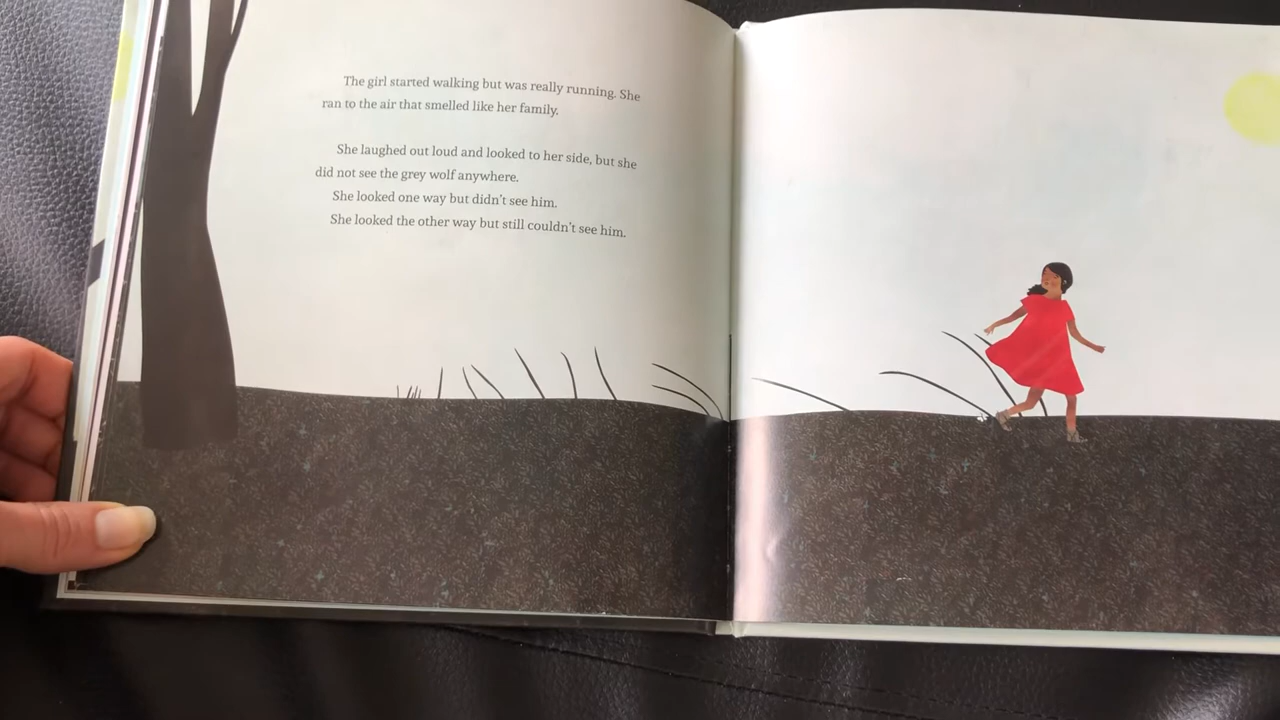 The girl started walking but was really running. She
ran to the air that smelled like her family.
She laughed out loud and looked to her side, but she
did not see the grey wolf anywhere.
She looked one way but didn't see him.
She looked the other way but still couldn't see him.